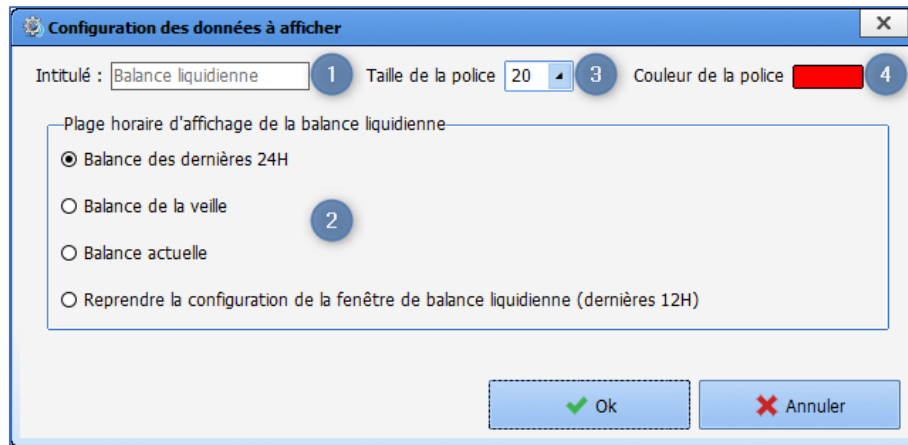 Configuration des données à afficher
Intitulé : Balance liquidienne 1 Taille de la police 20 3 Couleur de la police 4
Plage horaire d'affichage de la balance liquidienne
Balance des dernières 24H
Balance de la veille
2
Balance actuelle
Reprendre la configuration de la fenêtre de balance liquidienne (dernières 12H)
Ok Annuler